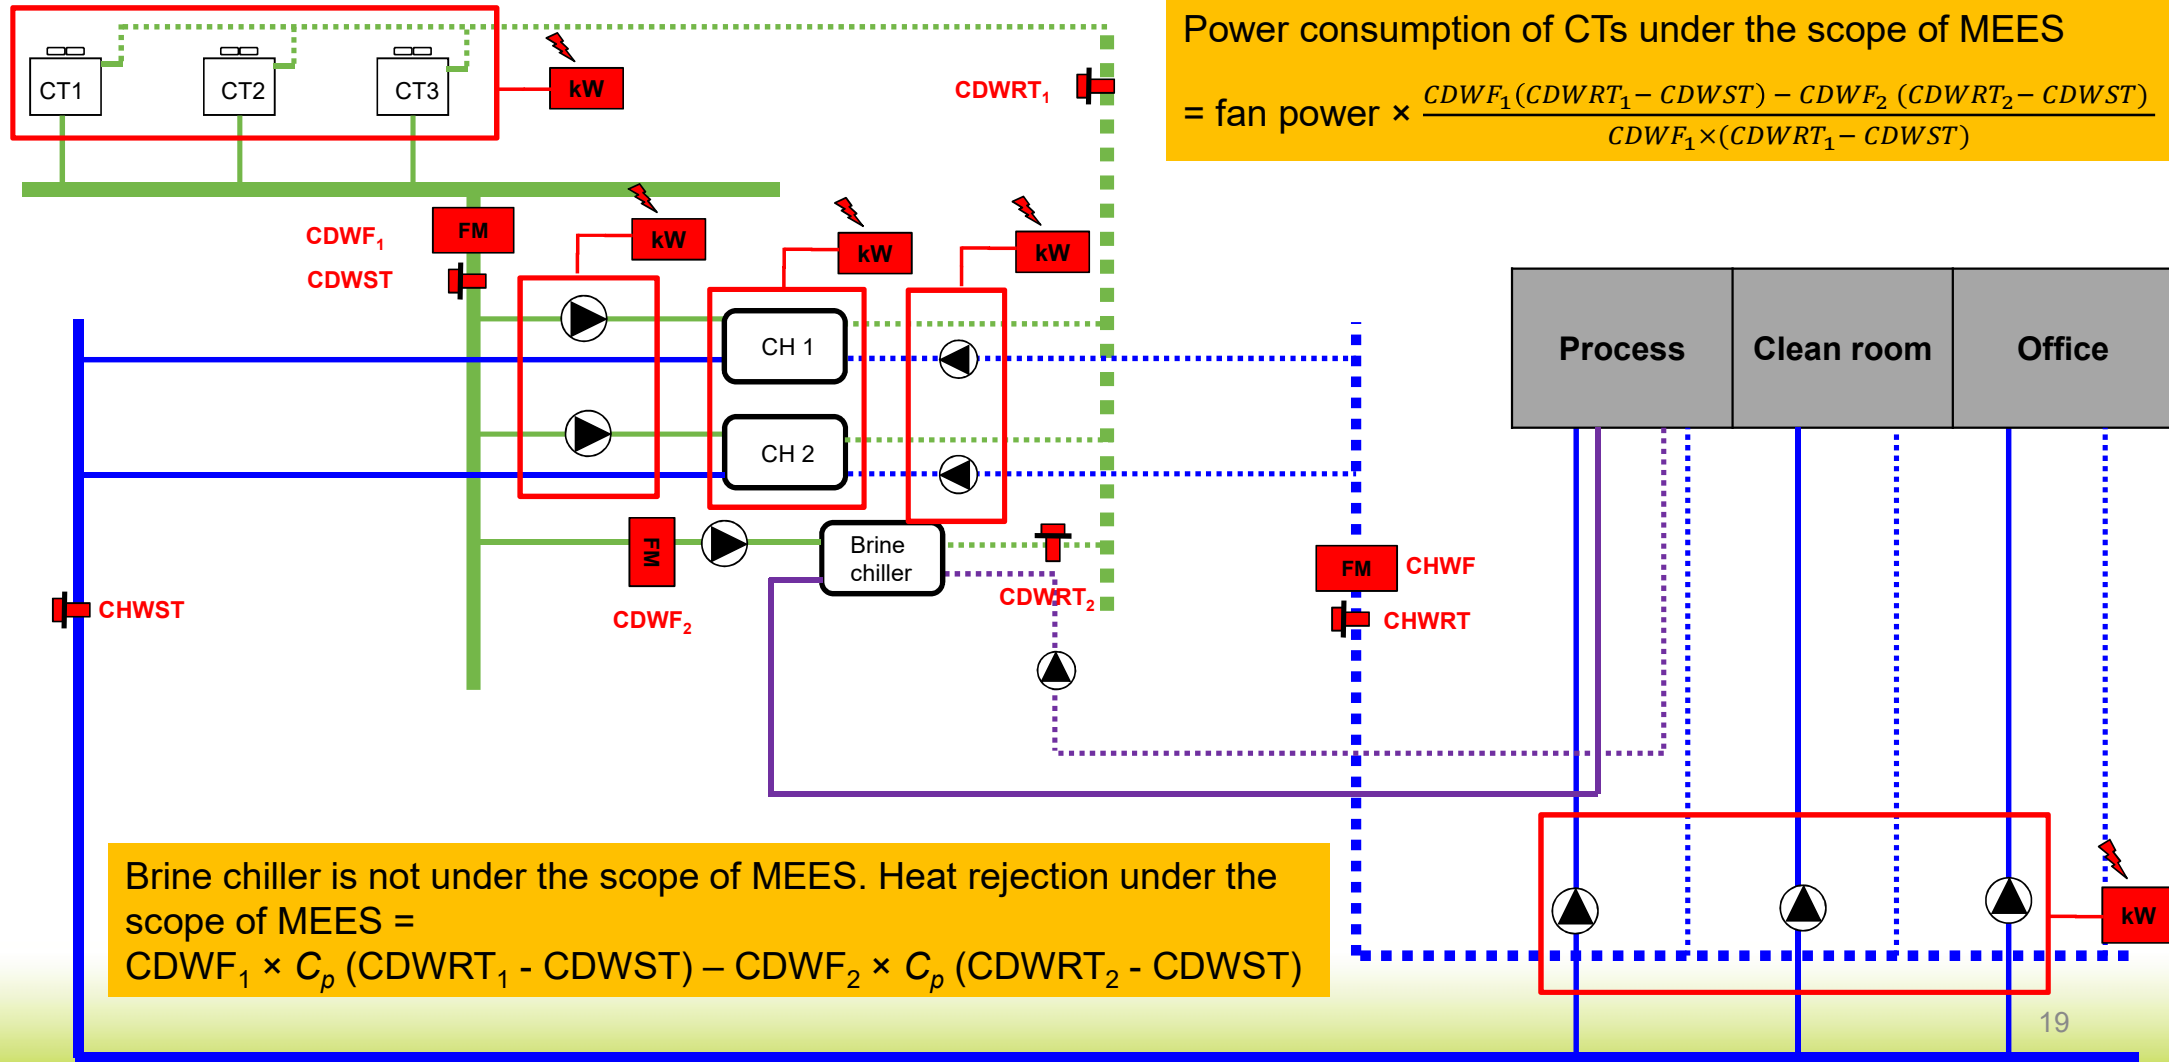 Power consumption of CTs under the scope of MEES
= fan power × CDWF₁(CDWRT₁− CDWST) − CDWF₂ (CDWRT₂− CDWST)
CDWF₁×(CDWRT₁− CDWST)
CT1
CT2
CT3
kW
CDWRT₁
CDWF₁
FM
CDWST
kW
kW
kW
CH 1
CH 2
Process
Clean room
Office
FM
CDWF₂
Brine
chiller
CDWRT₂
FM
CHWF
CHWRT
CHWST
kW
Brine chiller is not under the scope of MEES. Heat rejection under the
scope of MEES =
CDWF₁ × Cₚ (CDWRT₁ - CDWST) – CDWF₂ × Cₚ (CDWRT₂ - CDWST)
19